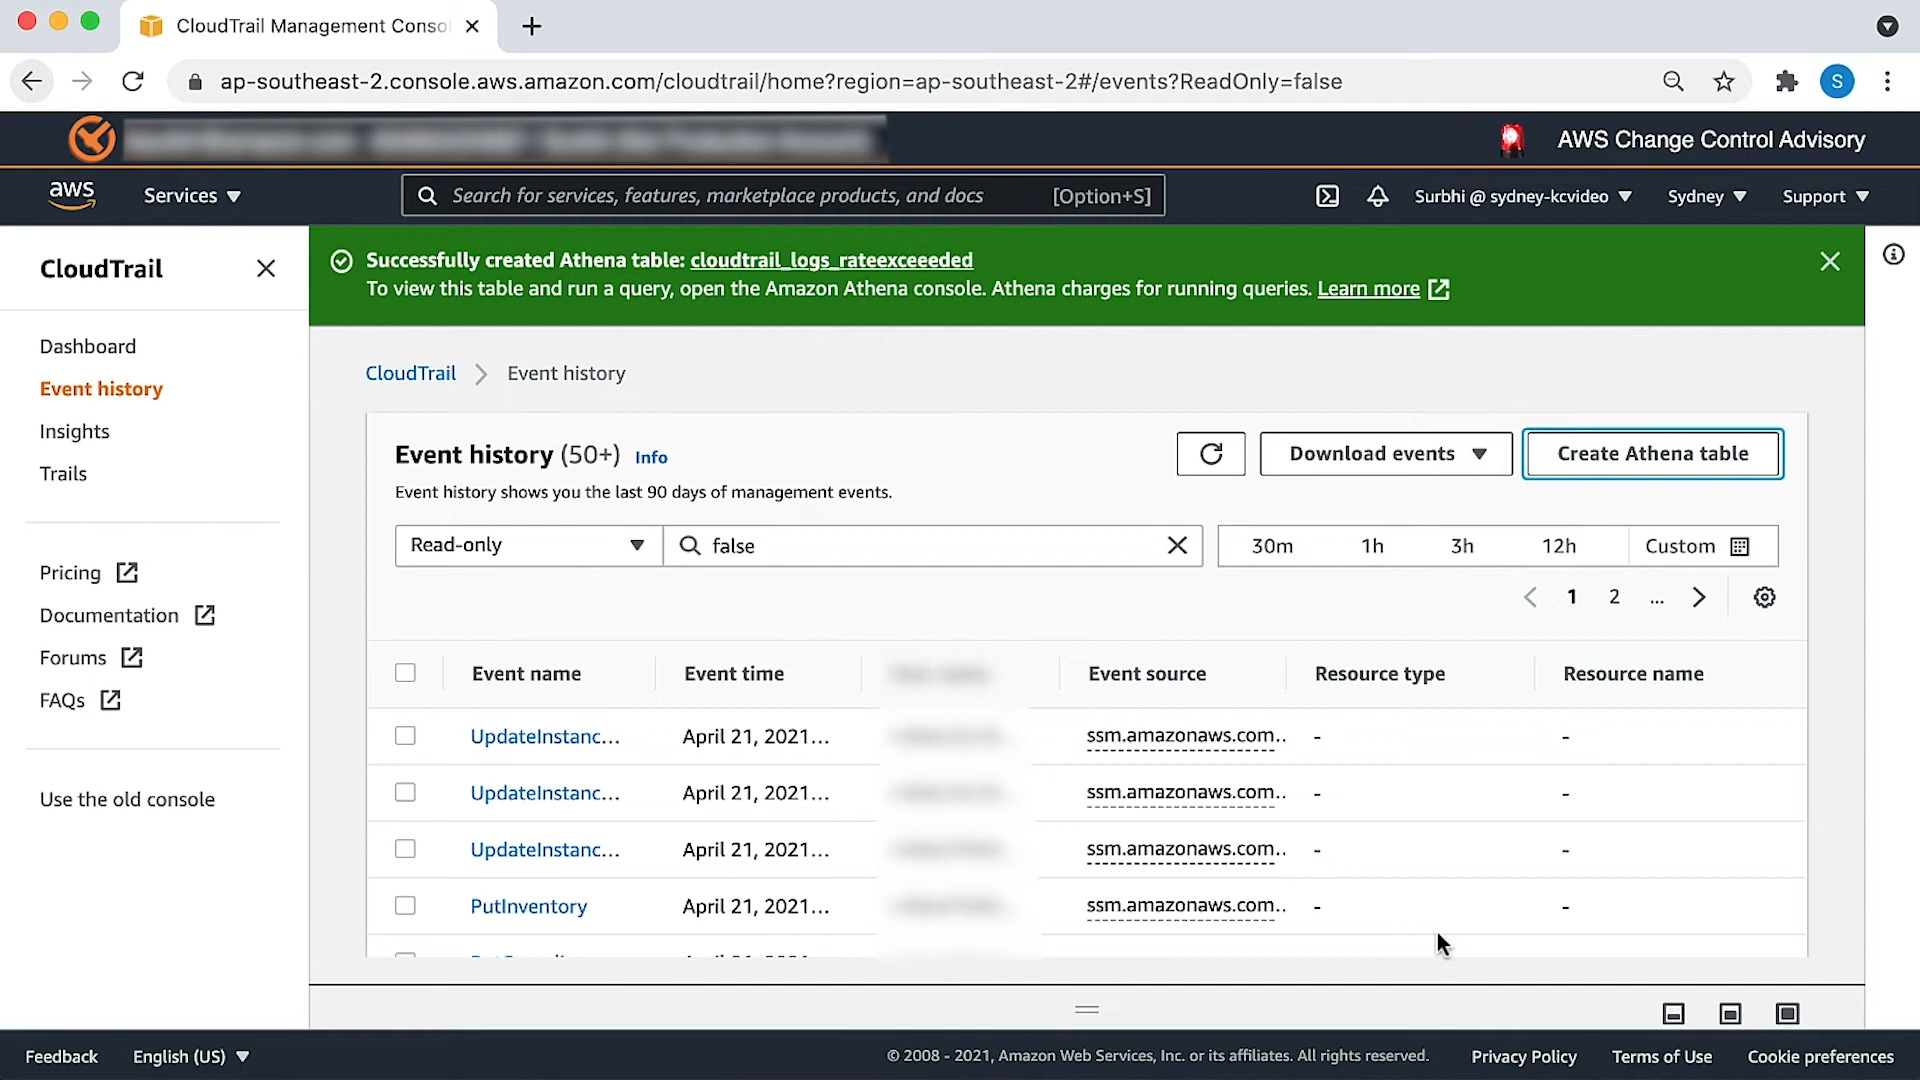 CloudTrail Management Consol
ap-southeast-2.console.aws.amazon.com/cloudtrail/home?region=ap-southeast-2#/events?ReadOnly=false
S
AWS Change Control Advisory
aws
Services
Search for services, features, marketplace products, and docs [Option+S]
Surbhi @ sydney-kcvideo
Sydney
Support
CloudTrail
Successfully created Athena table: cloudtrail_logs_rateexceeeded
To view this table and run a query, open the Amazon Athena console. Athena charges for running queries. Learn more
Dashboard
Event history
Insights
Trails
Pricing
Documentation
Forums
FAQs
Use the old console
CloudTrail
Event history
Event history (50+) Info
Download events
Create Athena table
Event history shows you the last 90 days of management events.
Read-only
false
30m 1h 3h 12h Custom
1 2 ...
Event name Event time Event source Resource type Resource name
UpdateInstanc... April 21, 2021... ssm.amazonaws.com.. - -
UpdateInstanc... April 21, 2021... ssm.amazonaws.com.. - -
UpdateInstanc... April 21, 2021... ssm.amazonaws.com.. - -
PutInventory April 21, 2021... ssm.amazonaws.com.. - -
Feedback
English (US)
© 2008 - 2021, Amazon Web Services, Inc. or its affiliates. All rights reserved.
Privacy Policy
Terms of Use
Cookie preferences